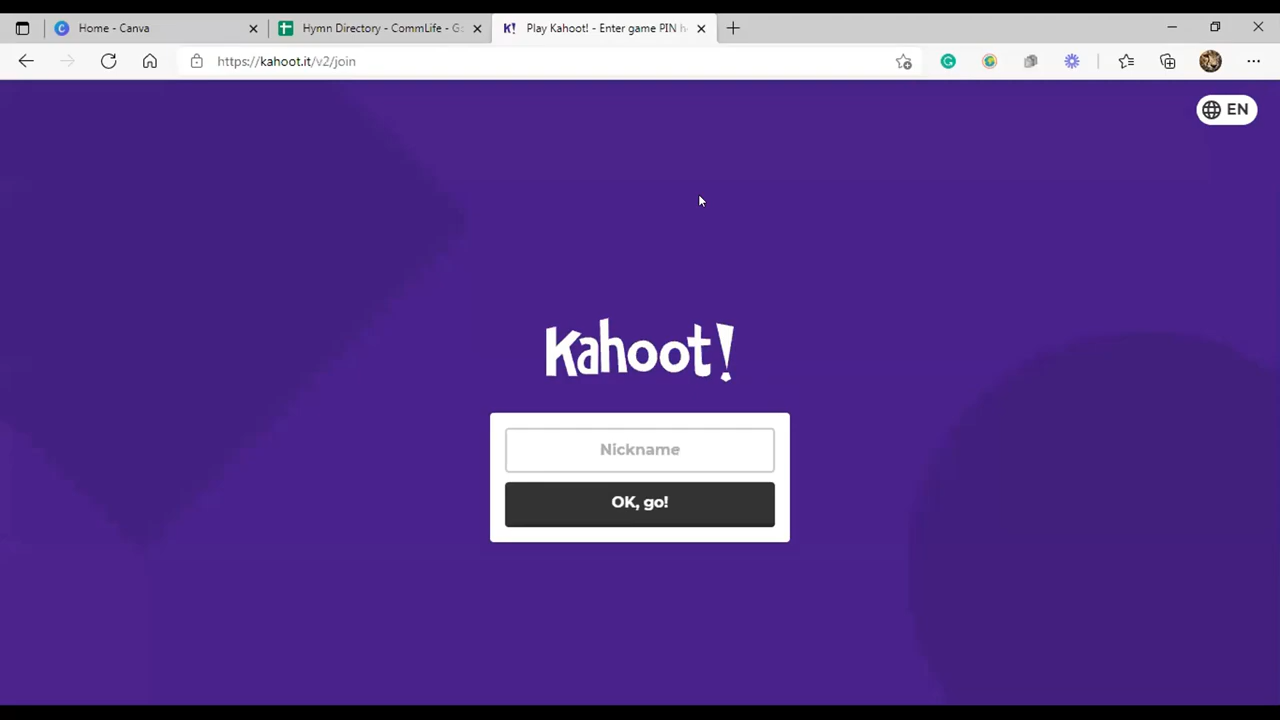 Home - Canva
Hymn Directory - CommLife - Go
Play Kahoot! - Enter game PIN h
https://kahoot.it/v2/join
EN
Kahoot!
Nickname
OK, go!